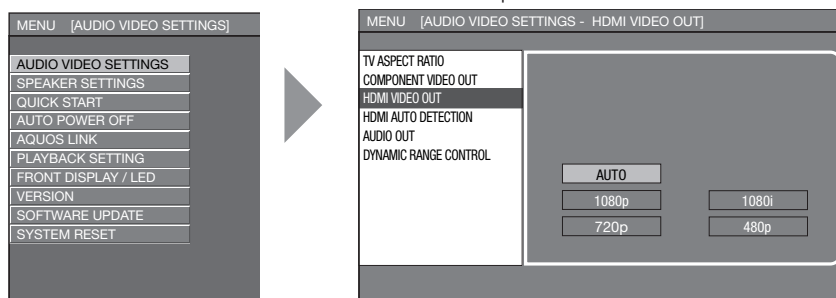 MENU [AUDIO VIDEO SETTINGS]
AUDIO VIDEO SETTINGS
SPEAKER SETTINGS
QUICK START
AUTO POWER OFF
AQUOS LINK
PLAYBACK SETTING
FRONT DISPLAY / LED
VERSION
SOFTWARE UPDATE
SYSTEM RESET
MENU [AUDIO VIDEO SETTINGS - HDMI VIDEO OUT]
TV ASPECT RATIO
COMPONENT VIDEO OUT
HDMI VIDEO OUT
HDMI AUTO DETECTION
AUDIO OUT
DYNAMIC RANGE CONTROL
AUTO
1080p 1080i
720p 480p